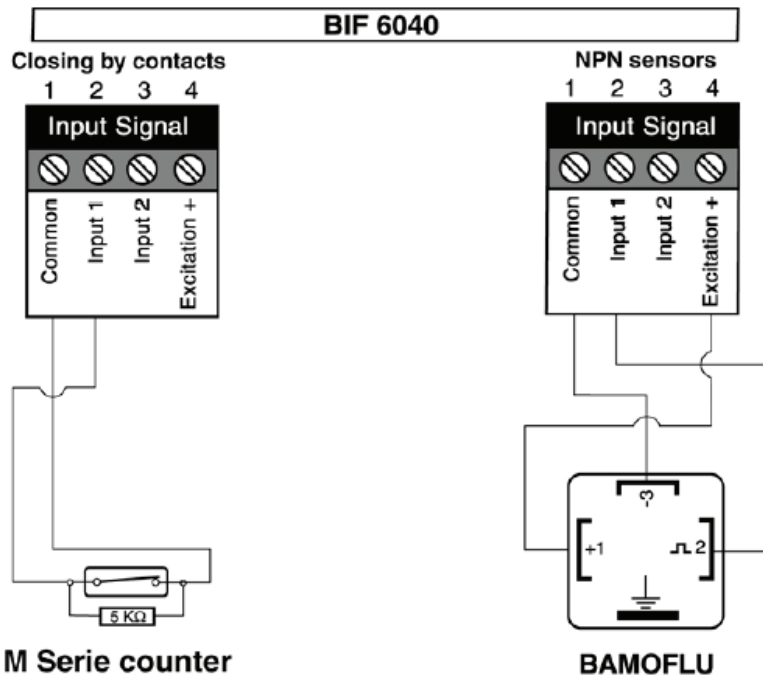 BIF 6040
Closing by contacts
1 2 3 4
Input Signal
Common
Input 1
Input 2
Excitation +
5 KΩ
M Serie counter
NPN sensors
1 2 3 4
Input Signal
Common
Input 1
Input 2
Excitation +
-3
+1
2
BAMOFLU